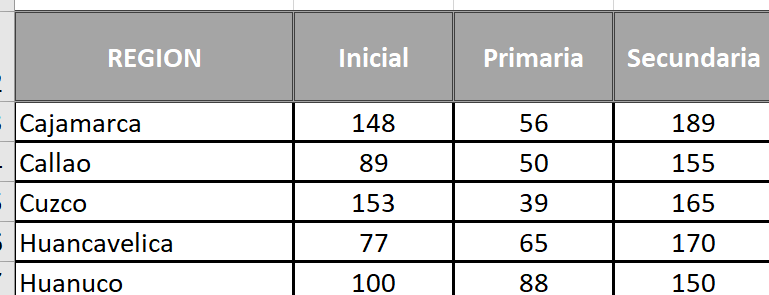 REGION Inicial Primaria Secundaria
Cajamarca 148 56 189
Callao 89 50 155
Cuzco 153 39 165
Huancavelica 77 65 170
Huanuco 100 88 150